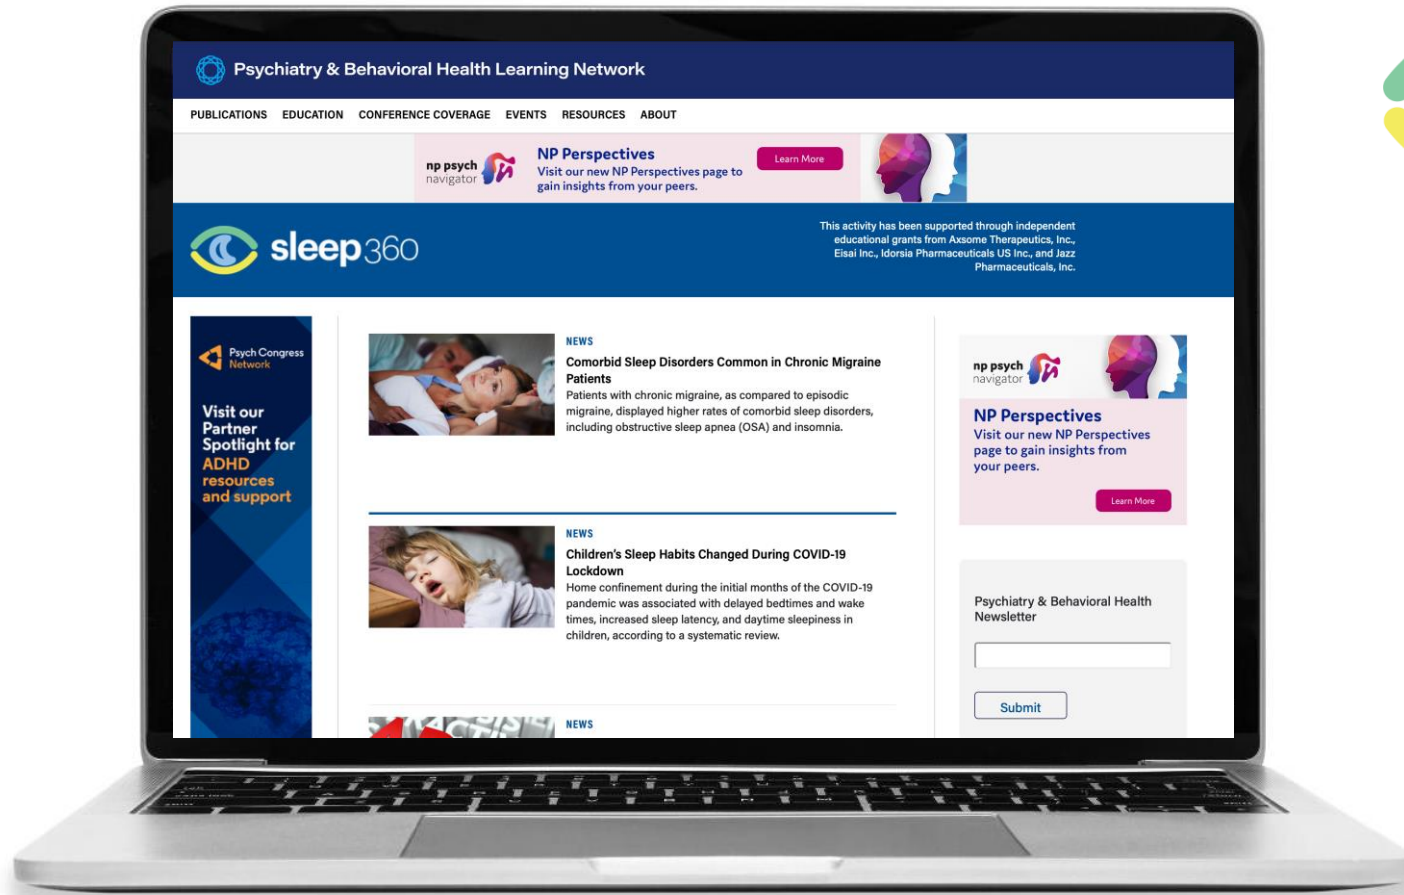 Psychiatry & Behavioral Health Learning Network
PUBLICATIONS EDUCATION CONFERENCE COVERAGE EVENTS RESOURCES ABOUT
np psych
navigator
NP Perspectives
Visit our new NP Perspectives page to
gain insights from your peers.
Learn More
sleep360
This activity has been supported through independent
educational grants from Axsome Therapeutics, Inc.,
Eisai Inc., Idorsia Pharmaceuticals US Inc., and Jazz
Pharmaceuticals, Inc.
Psych Congress
Network
Visit our
Partner
Spotlight for
ADHD
resources
and support
NEWS
Comorbid Sleep Disorders Common in Chronic Migraine
Patients
Patients with chronic migraine, as compared to episodic
migraine, displayed higher rates of comorbid sleep disorders,
including obstructive sleep apnea (OSA) and insomnia.
NEWS
Children's Sleep Habits Changed During COVID-19
Lockdown
Home confinement during the initial months of the COVID-19
pandemic was associated with delayed bedtimes and wake
times, increased sleep latency, and daytime sleepiness in
children, according to a systematic review.
NEWS
np psych
navigator
NP Perspectives
Visit our new NP Perspectives
page to gain insights from
your peers.
Learn More
Psychiatry & Behavioral Health
Newsletter
Submit